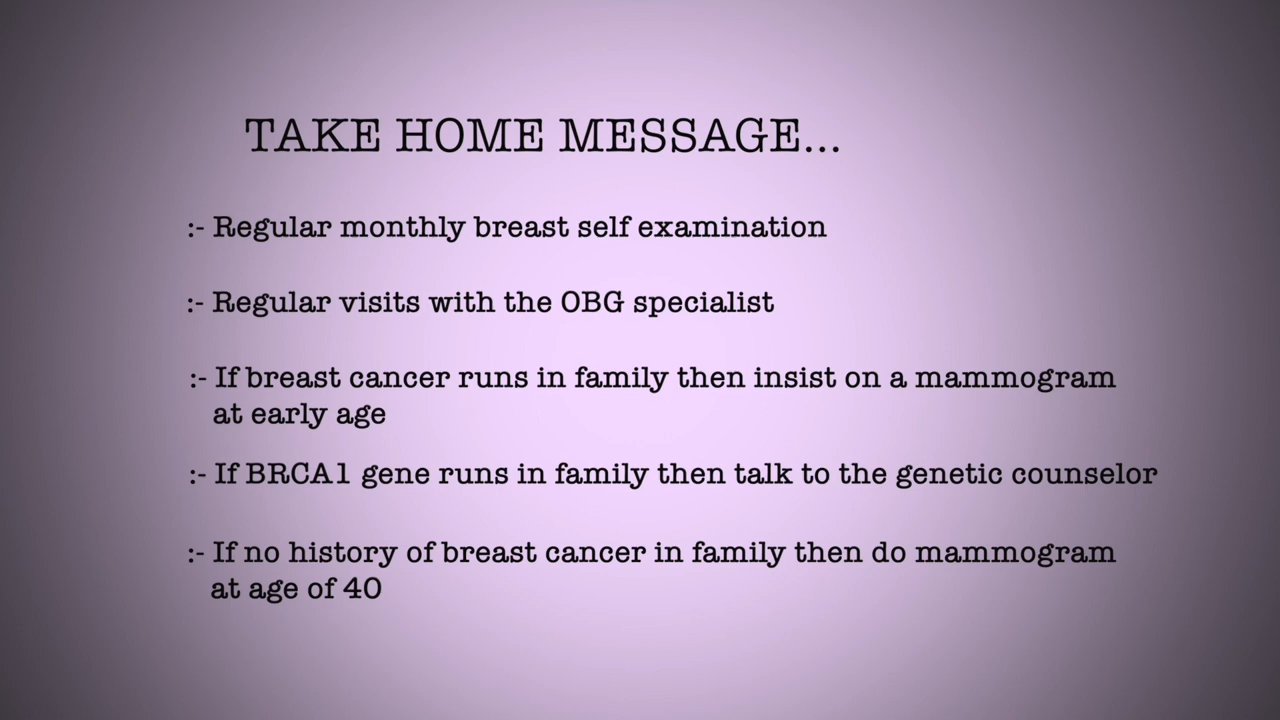 TAKE HOME MESSAGE...
:- Regular monthly breast self examination
:- Regular visits with the OBG specialist
:- If breast cancer runs in family then insist on a mammogram
at early age
:- If BRCA1 gene runs in family then talk to the genetic counselor
:- If no history of breast cancer in family then do mammogram
at age of 40